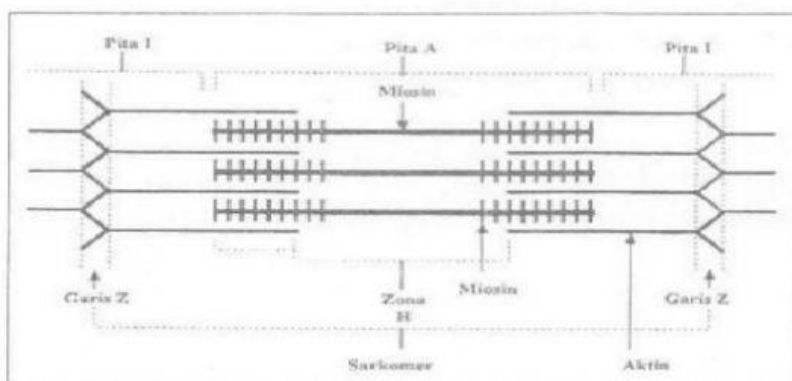 Pita I Pita A Pita I
Miosin
Garis Z Zona H Miosin Garis Z
Sarkomer Aktin